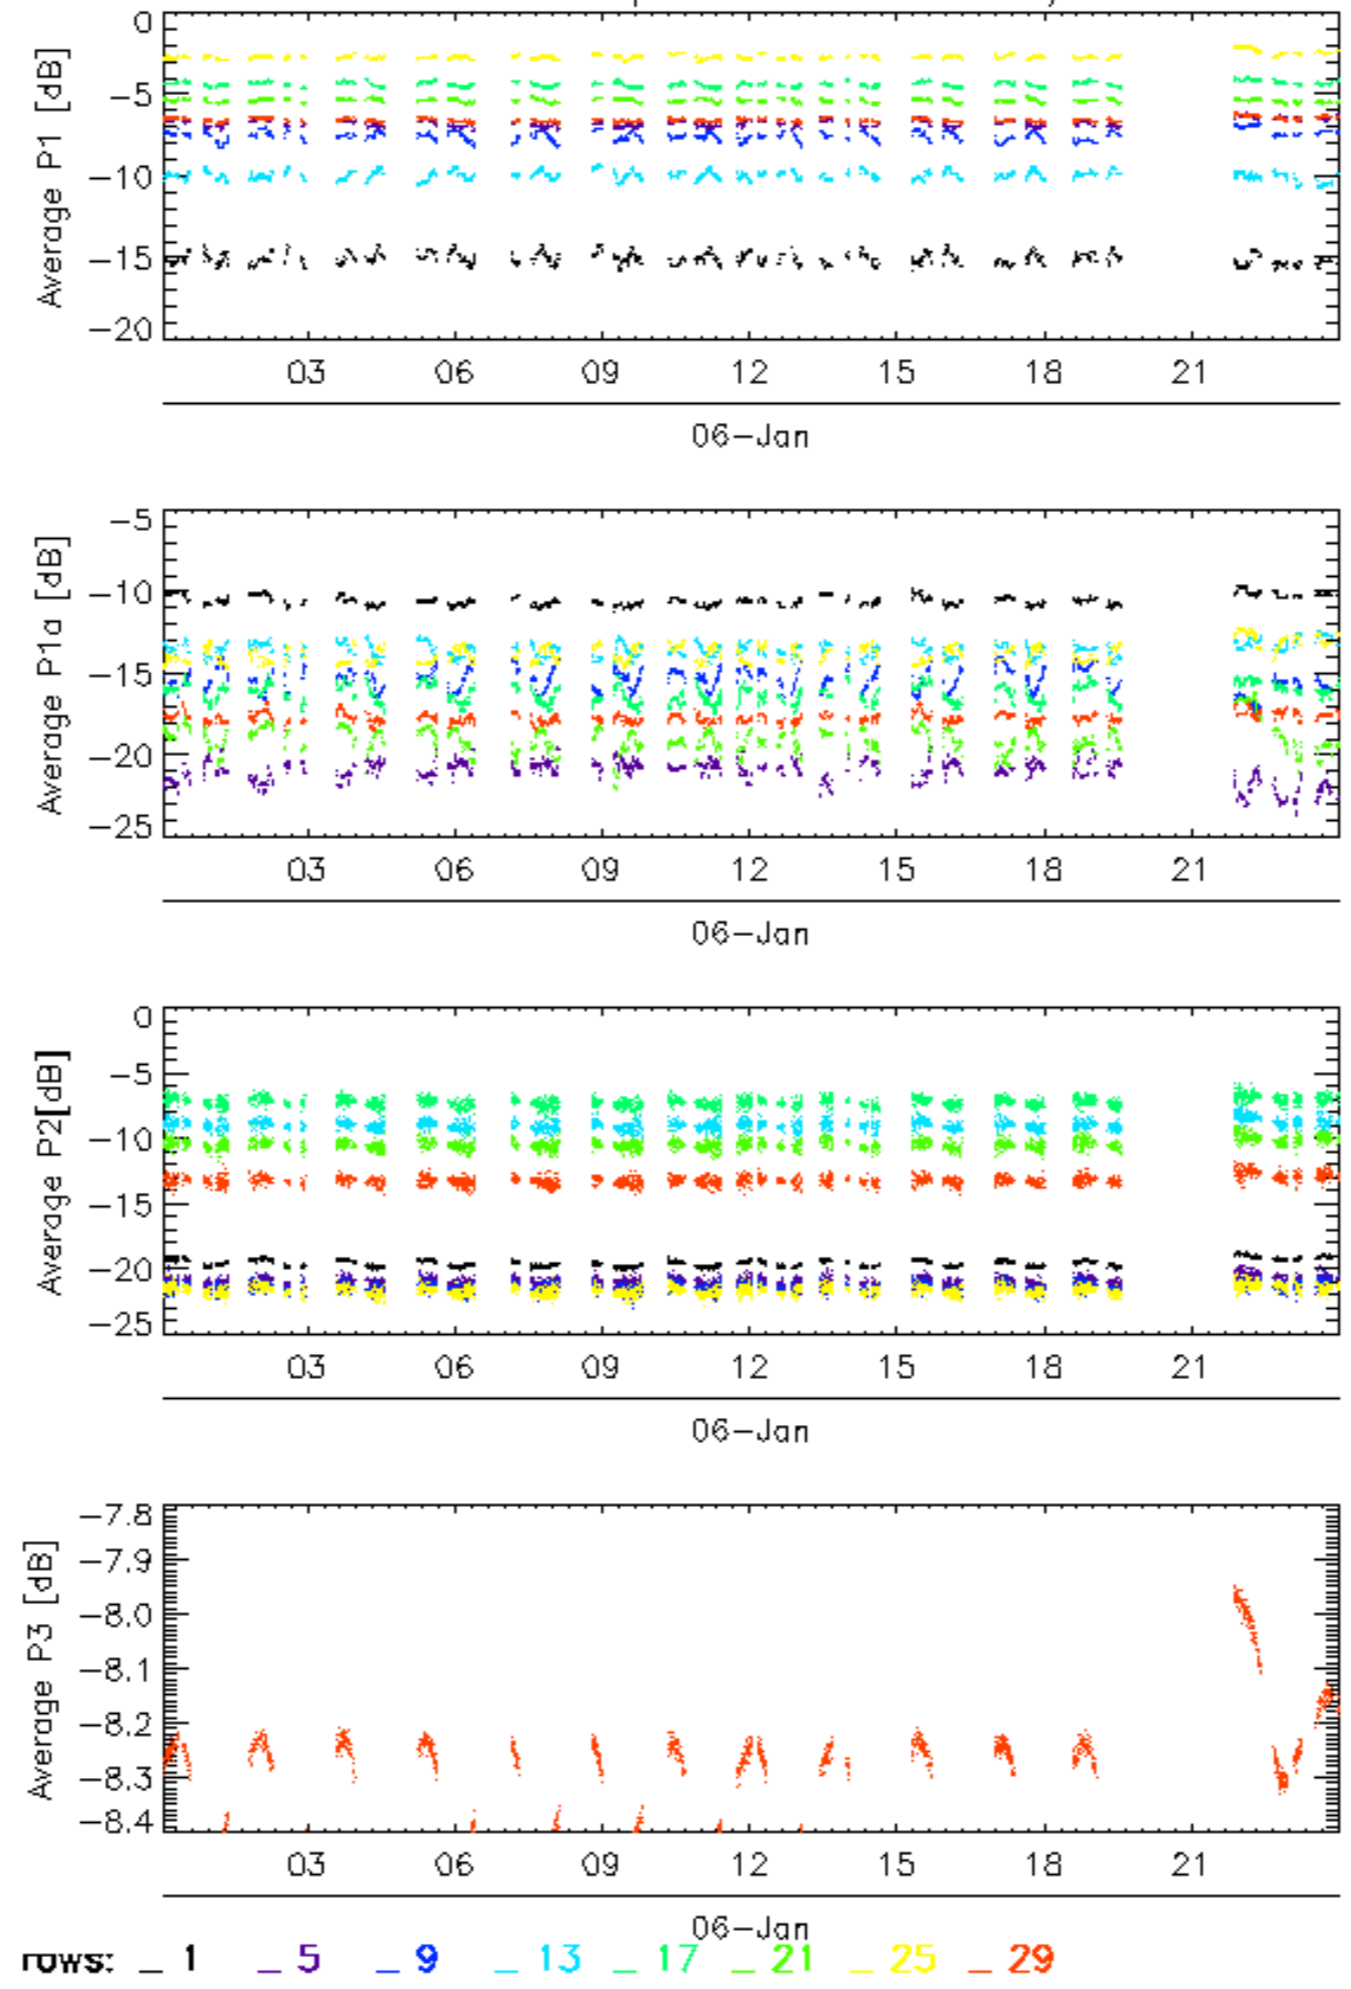 0
−5
−10
−15
−20
Average P1 [dB]
03 06 09 12 15 18 21
06−Jan
−5
−10
−15
−20
−25
Average P1a [dB]
03 06 09 12 15 18 21
06−Jan
0
−5
−10
−15
−20
−25
Average P2[dB]
03 06 09 12 15 18 21
06−Jan
−7.8
−7.9
−8.0
−8.1
−8.2
−8.3
−8.4
Average P3 [dB]
03 06 09 12 15 18 21
06−Jan
rows: _ 1 _ 5 _ 9 _ 13 _ 17 _ 21 _ 25 _ 29